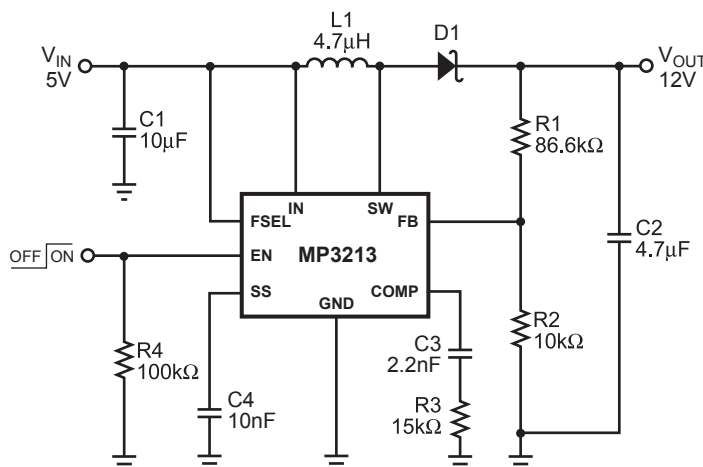 L1
4.7μH
D1
VIN
5V
VOUT
12V
C1
10μF
R1
86.6kΩ
IN
SW
FSEL
FB
C2
4.7μF
OFF ON
EN
MP3213
SS
COMP
GND
R4
100kΩ
C4
10nF
C3
2.2nF
R3
15kΩ
R2
10kΩ